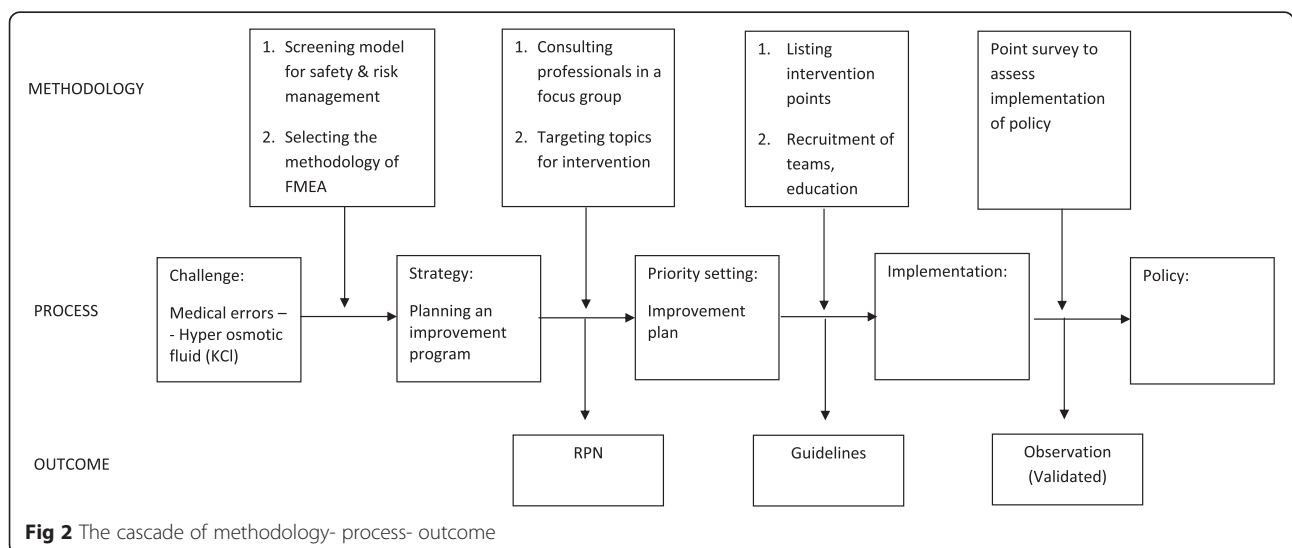 METHODOLOGY
1. Screening model
for safety & risk
management
2. Selecting the
methodology of
FMEA
1. Consulting
professionals in a
focus group
2. Targeting topics
for intervention
1. Listing
intervention
points
2. Recruitment of
teams,
education
Point survey to
assess
implementation
of policy
PROCESS
Challenge:
Medical errors –
- Hyper osmotic
fluid (KCl)
Strategy:
Planning an
improvement
program
Priority setting:
Improvement
plan
Implementation:
Policy:
OUTCOME
RPN
Guidelines
Observation
(Validated)
Fig 2 The cascade of methodology- process- outcome